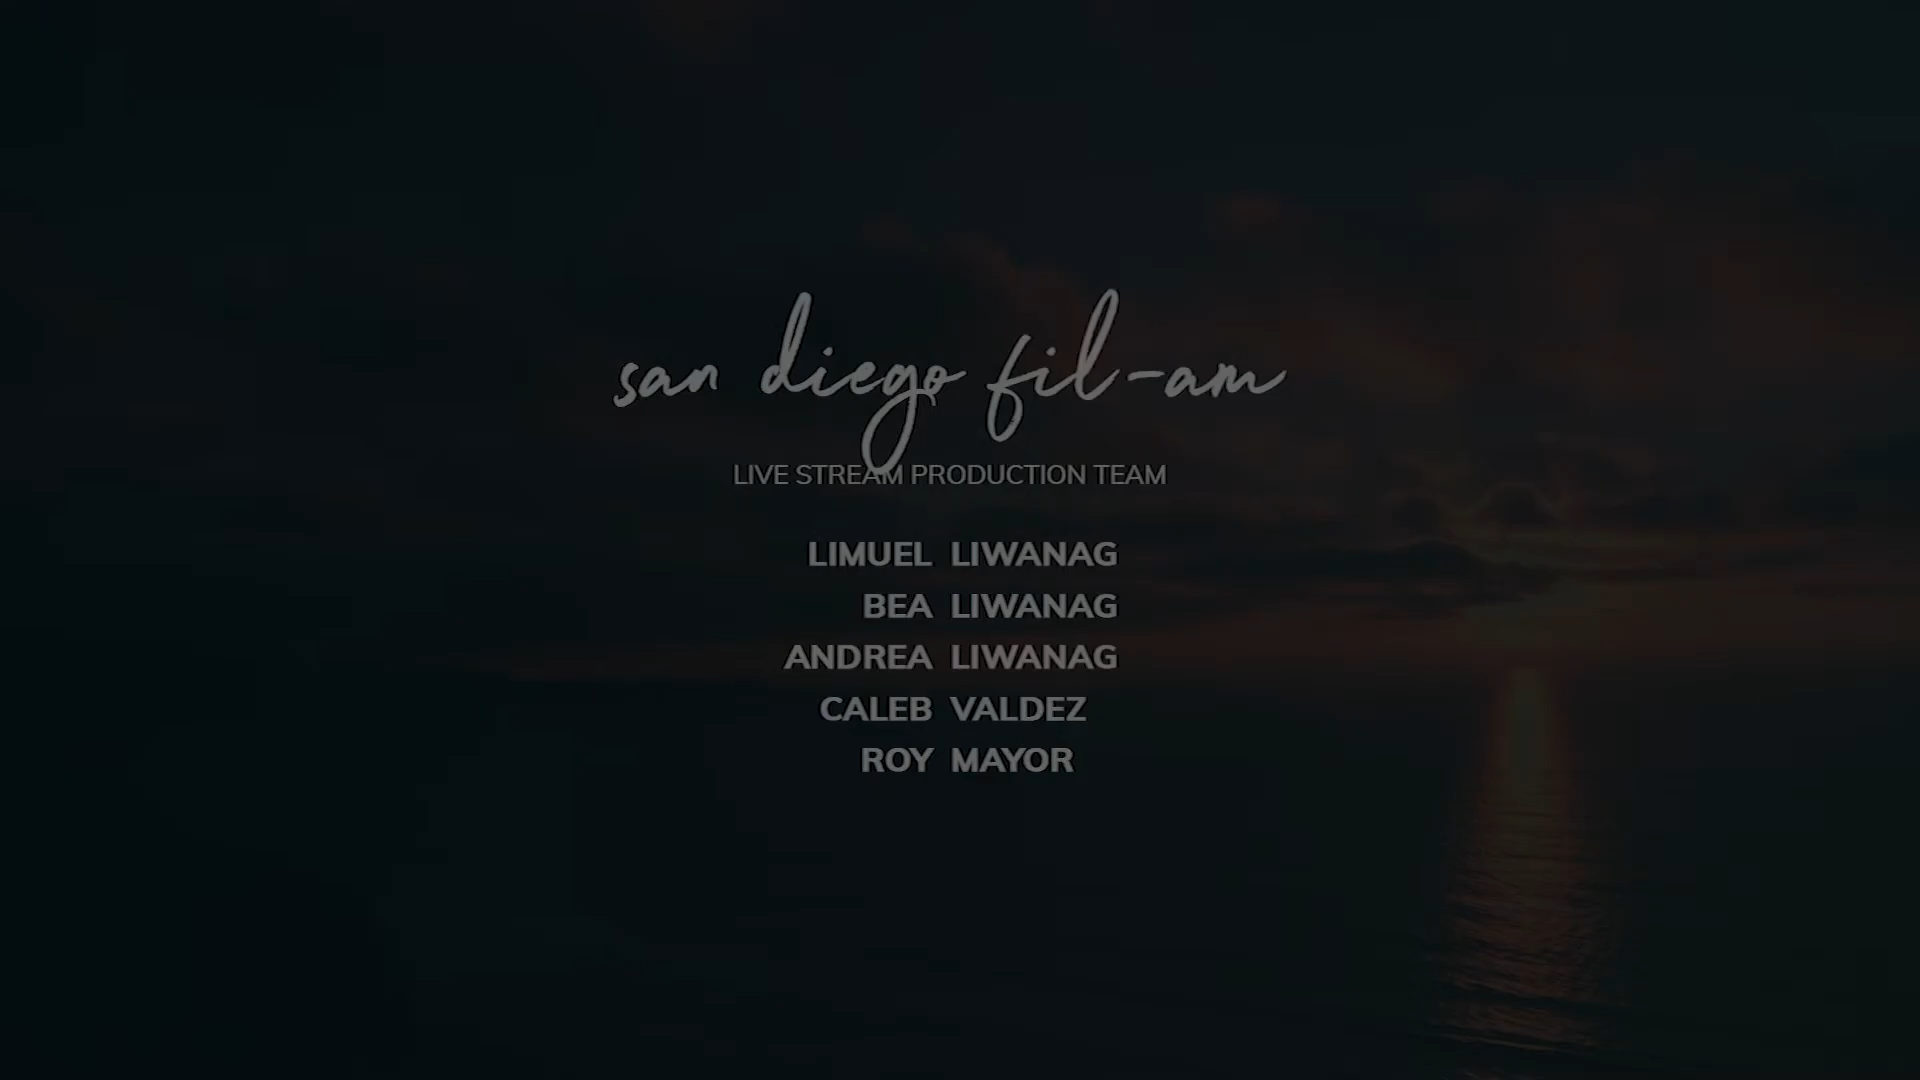 san diego fil-am
LIVE STREAM PRODUCTION TEAM
LIMUEL LIWANAG
BEA LIWANAG
ANDREA LIWANAG
CALEB VALDEZ
ROY MAYOR